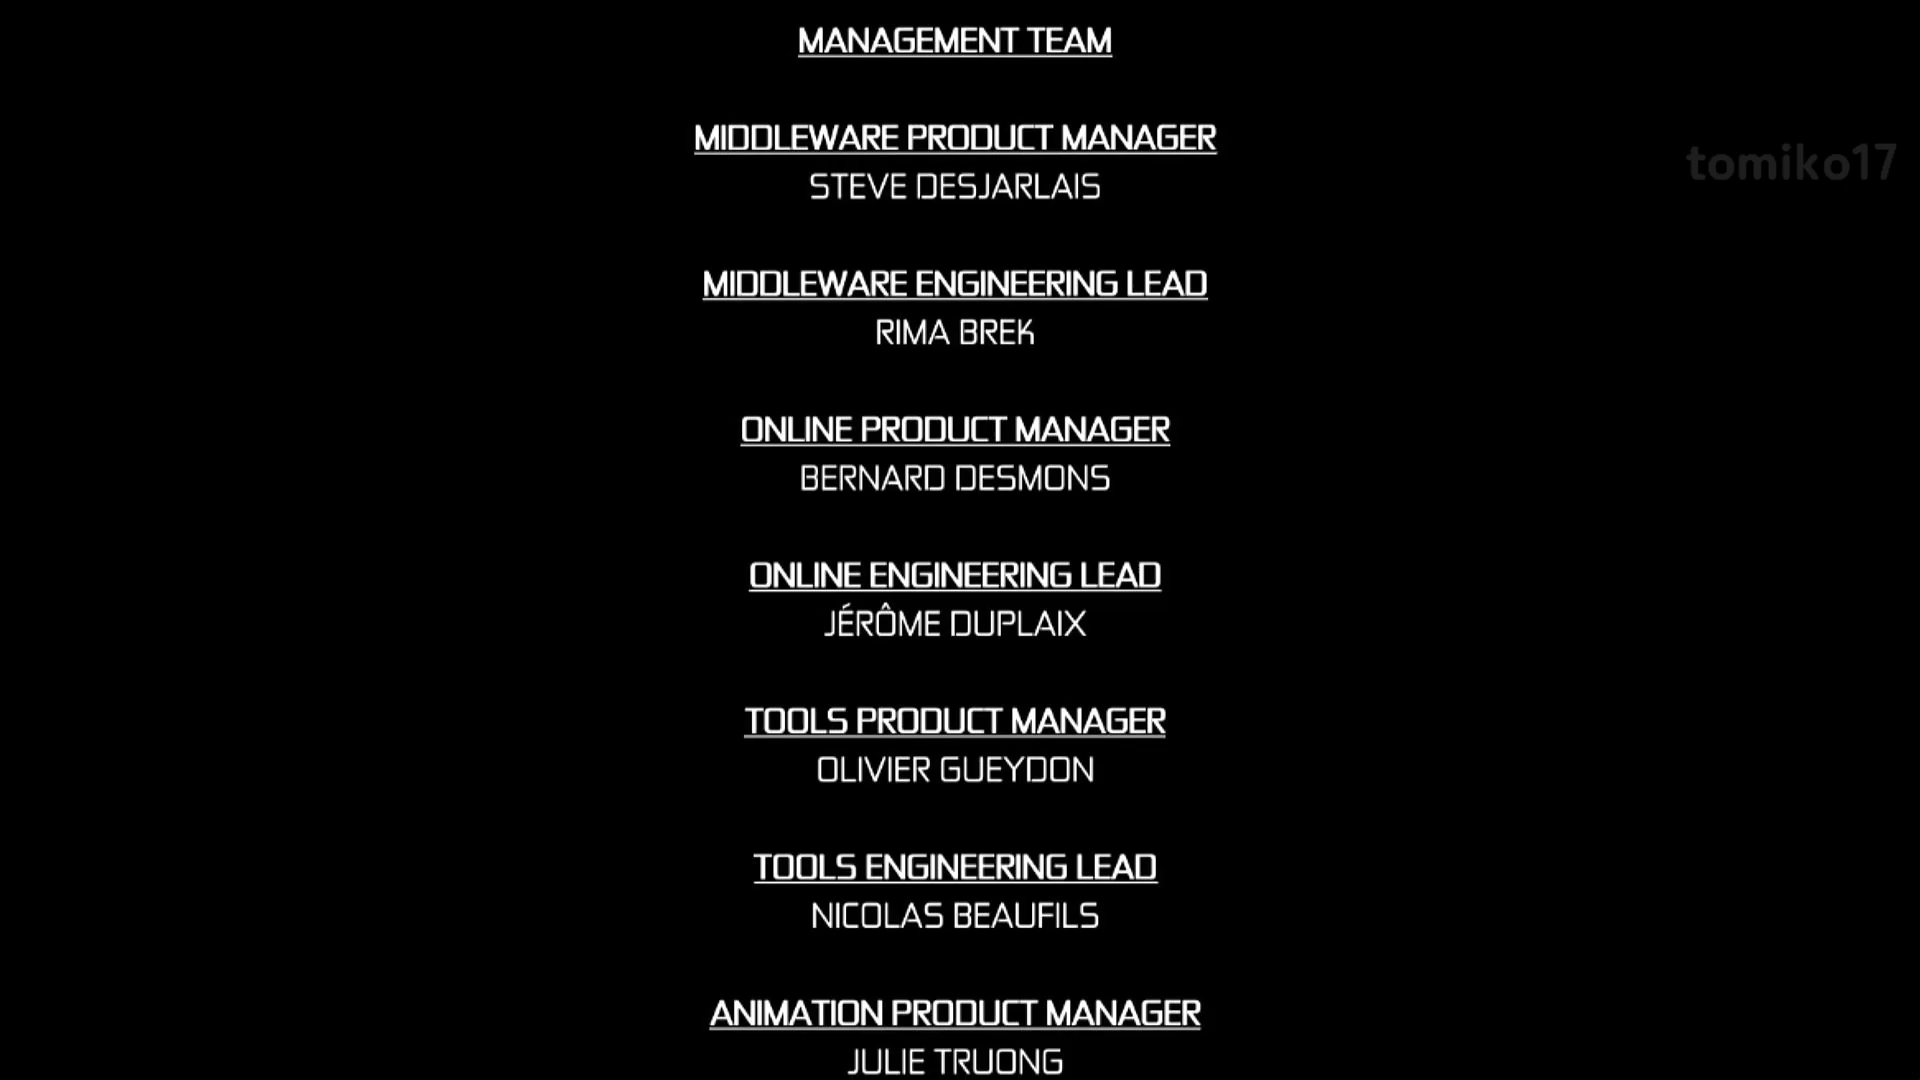 MANAGEMENT TEAM
MIDDLEWARE PRODUCT MANAGER
tomiko17
STEVE DESJARLAIS
MIDDLEWARE ENGINEERING LEAD
RIMA BREK
ONLINE PRODUCT MANAGER
BERNARD DESMONS
ONLINE ENGINEERING LEAD
JÉRÔME DUPLAIX
TOOLS PRODUCT MANAGER
OLIVIER GUEYDON
TOOLS ENGINEERING LEAD
NICOLAS BEAUFILS
ANIMATION PRODUCT MANAGER
JULIE TRUONG